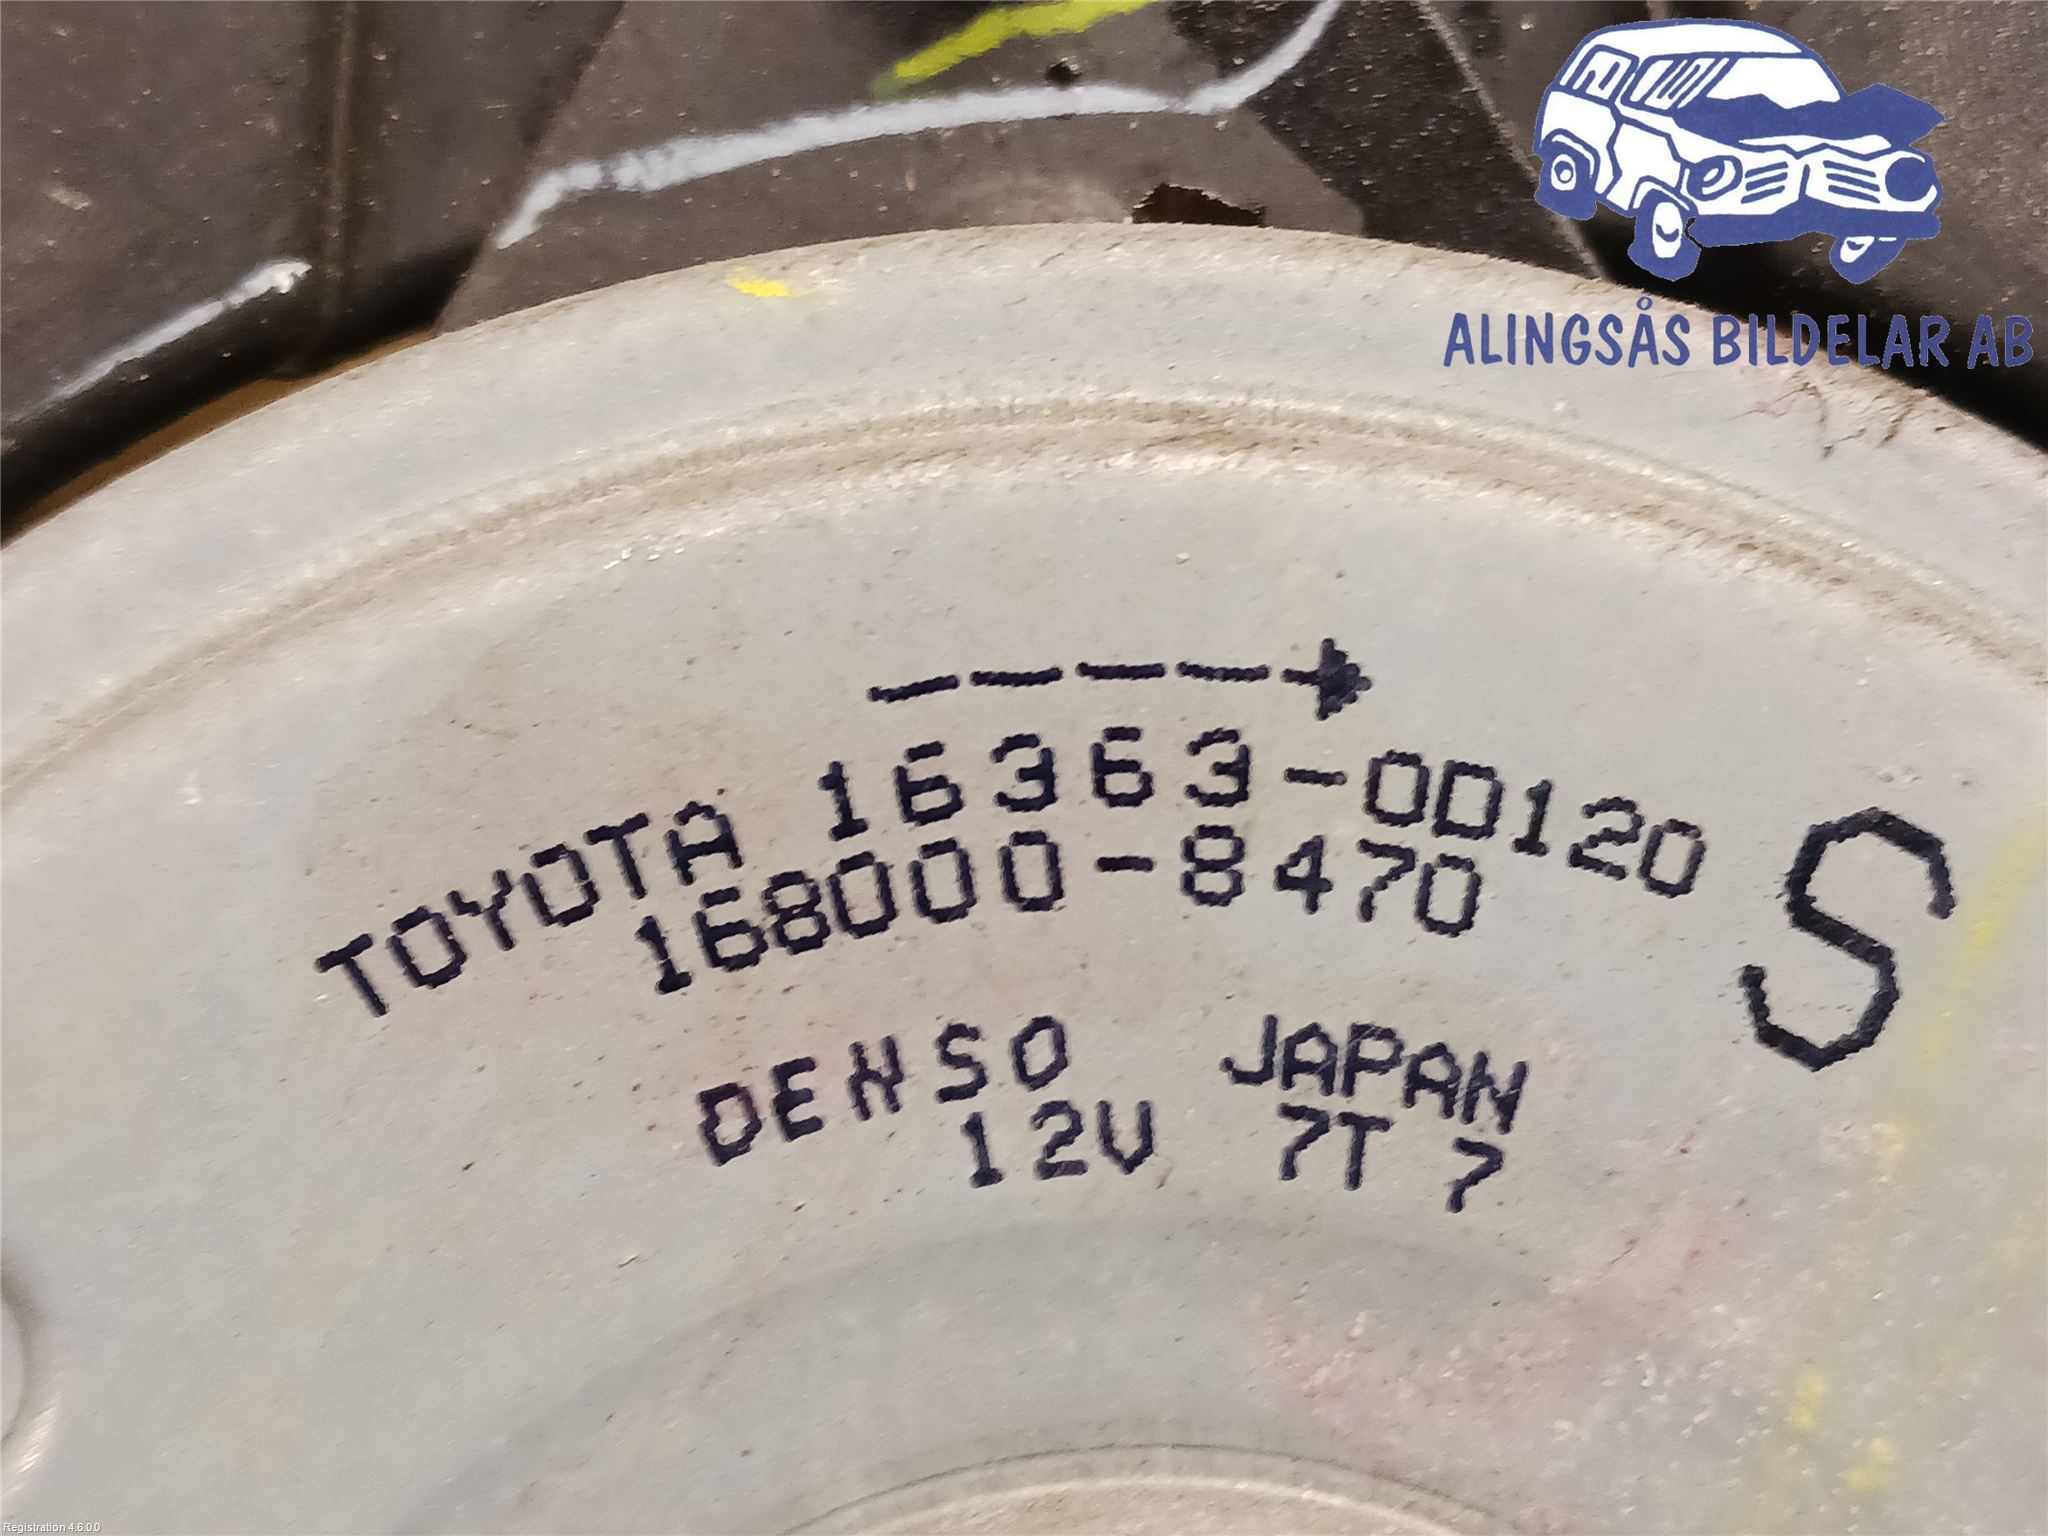 ALINGSÅS BILDELAR AB
TOYOTA 16363-0D120
168000-8470
S
DENSO JAPAN
12V 7T 7
Registration 4.6.0.0